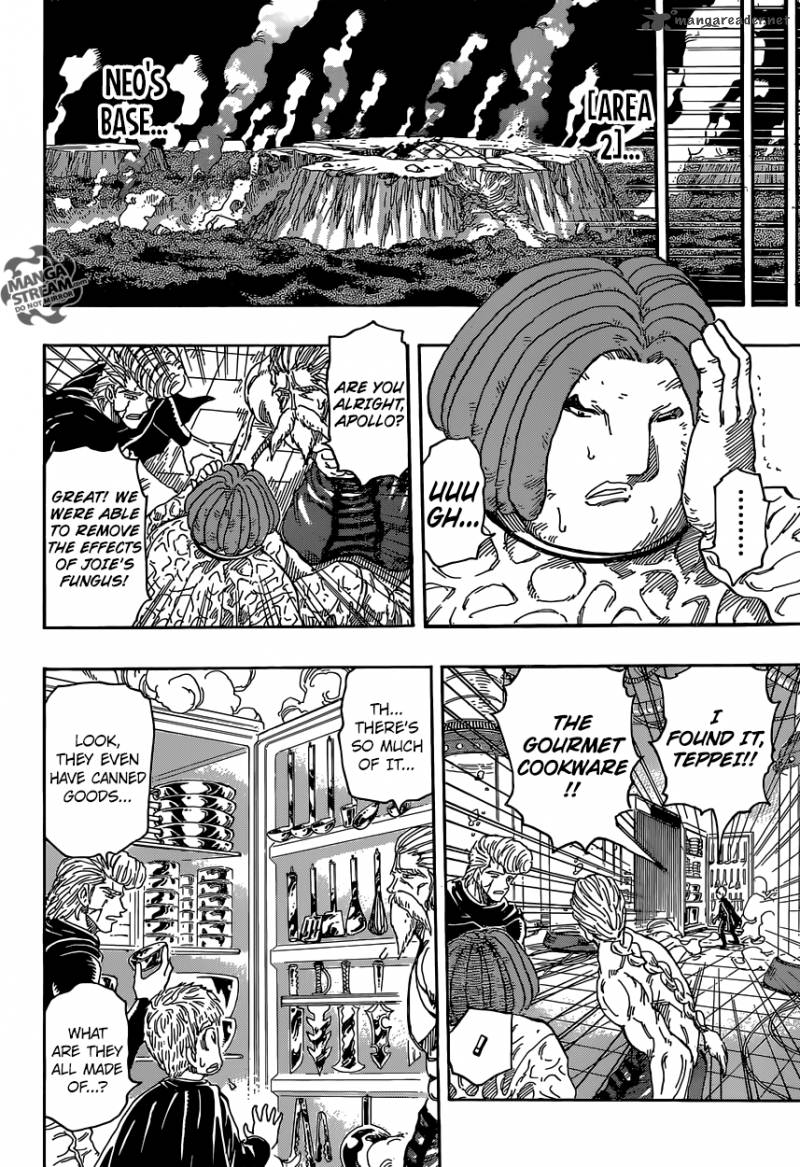 mangareader.net
[AREA
2]...
NEO'S
BASE...
MANGA
STREAM
DO NOT MIRROR
.........
UUU
GH...
ARE YOU
ALRIGHT,
APOLLO?
GREAT! WE
WERE ABLE
TO REMOVE
THE EFFECTS
OF JOIE'S
FUNGUS!
I
FOUND IT,
TEPPEI!!
THE
GOURMET
COOKWARE
!!
!
TH...
THERE'S
SO MUCH
OF IT...
LOOK,
THEY EVEN
HAVE CANNED
GOODS...
WHAT
ARE THEY
ALL MADE
OF...?